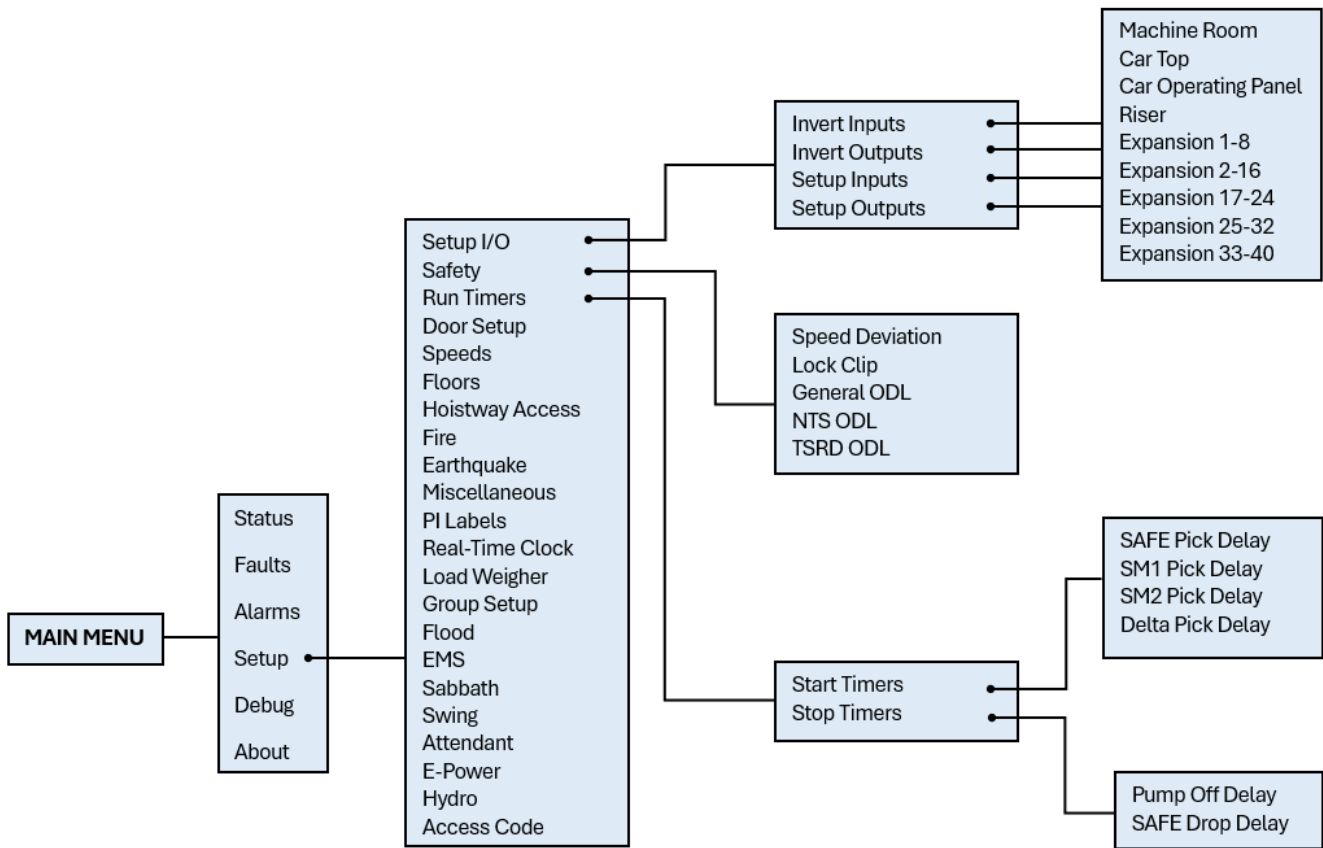 MAIN MENU
Status
Faults
Alarms
Setup
Debug
About
Setup I/O
Safety
Run Timers
Door Setup
Speeds
Floors
Hoistway Access
Fire
Earthquake
Miscellaneous
PI Labels
Real-Time Clock
Load Weigher
Group Setup
Flood
EMS
Sabbath
Swing
Attendant
E-Power
Hydro
Access Code
Invert Inputs
Invert Outputs
Setup Inputs
Setup Outputs
Machine Room
Car Top
Car Operating Panel
Riser
Expansion 1-8
Expansion 2-16
Expansion 17-24
Expansion 25-32
Expansion 33-40
Speed Deviation
Lock Clip
General ODL
NTS ODL
TSRD ODL
Start Timers
Stop Timers
SAFE Pick Delay
SM1 Pick Delay
SM2 Pick Delay
Delta Pick Delay
Pump Off Delay
SAFE Drop Delay